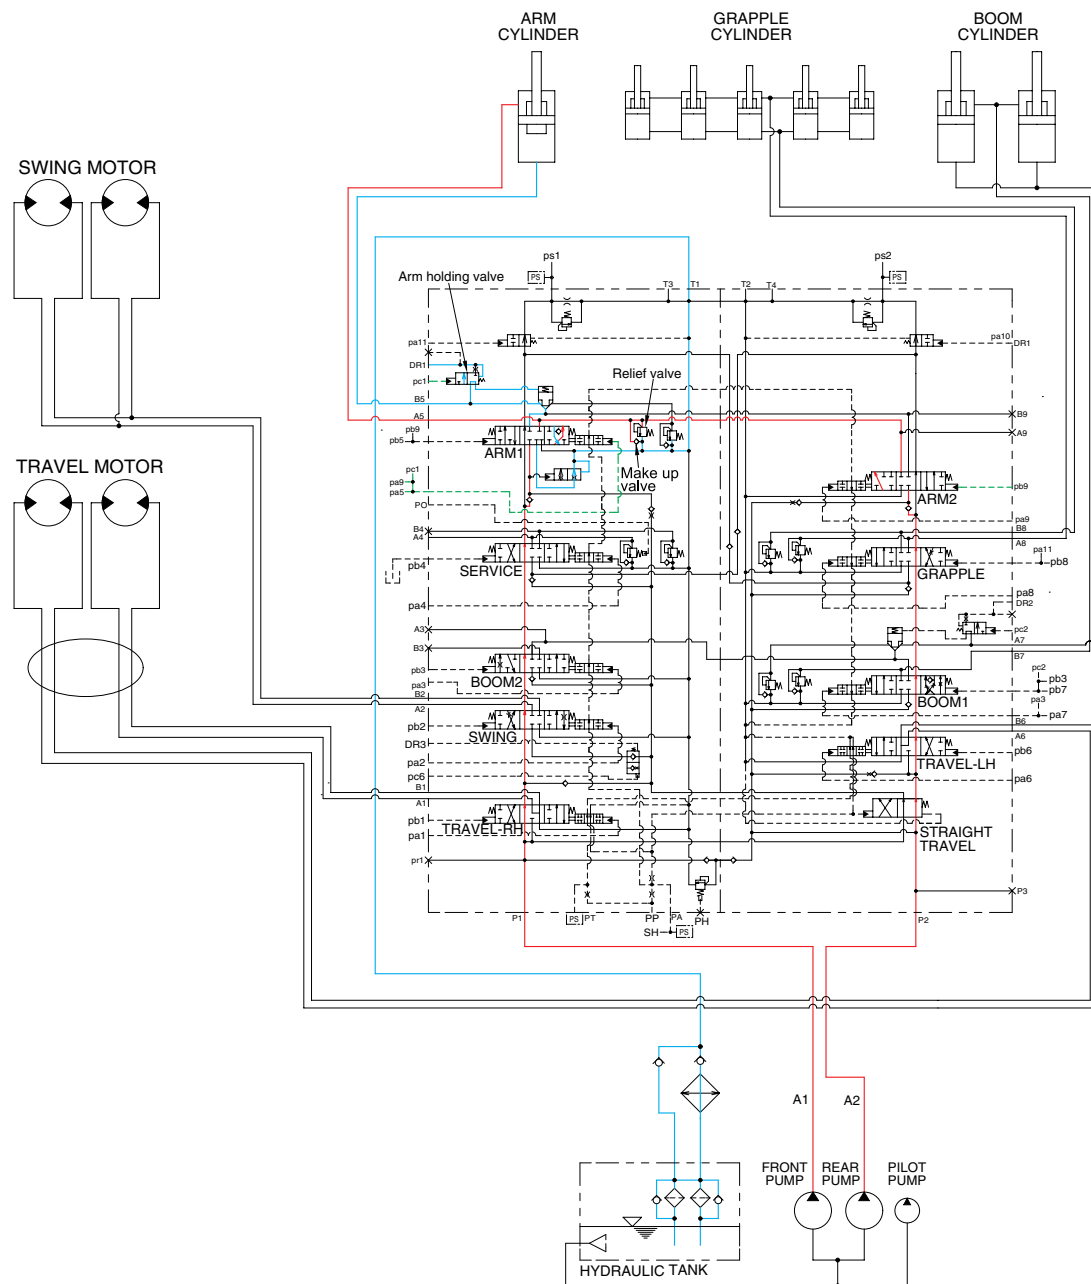 ARM
CYLINDER
GRAPPLE
CYLINDER
BOOM
CYLINDER
SWING MOTOR
TRAVEL MOTOR
ps1
PS
ps2
PS
Arm holding valve
T3
T1
T2
T4
pa11
pa10
DR1
DR1
pc1
Relief valve
B5
A5
B9
A9
pb9
pb5
ARM1
Make up
valve
pc1
pa9
pa5
PO
ARM2
pb9
pa9
B4
A4
B8
A8
SERVICE
pb4
GRAPPLE
pa11
pb8
pa4
pa8
DR2
pc2
A3
A7
B3
B7
pb3
BOOM2
pa3
B2
pc2
pb3
pb7
BOOM1
pa3
pa7
A2
pb2
SWING
B6
A6
DR3
pa2
pc6
TRAVEL-LH
pb6
pa6
B1
A1
pb1
TRAVEL-RH
pa1
STRAIGHT
TRAVEL
pr1
P3
P1
PS
PT
PP
PA
PH
P2
SH
PS
A1
A2
FRONT
PUMP
REAR
PUMP
PILOT
PUMP
HYDRAULIC TANK